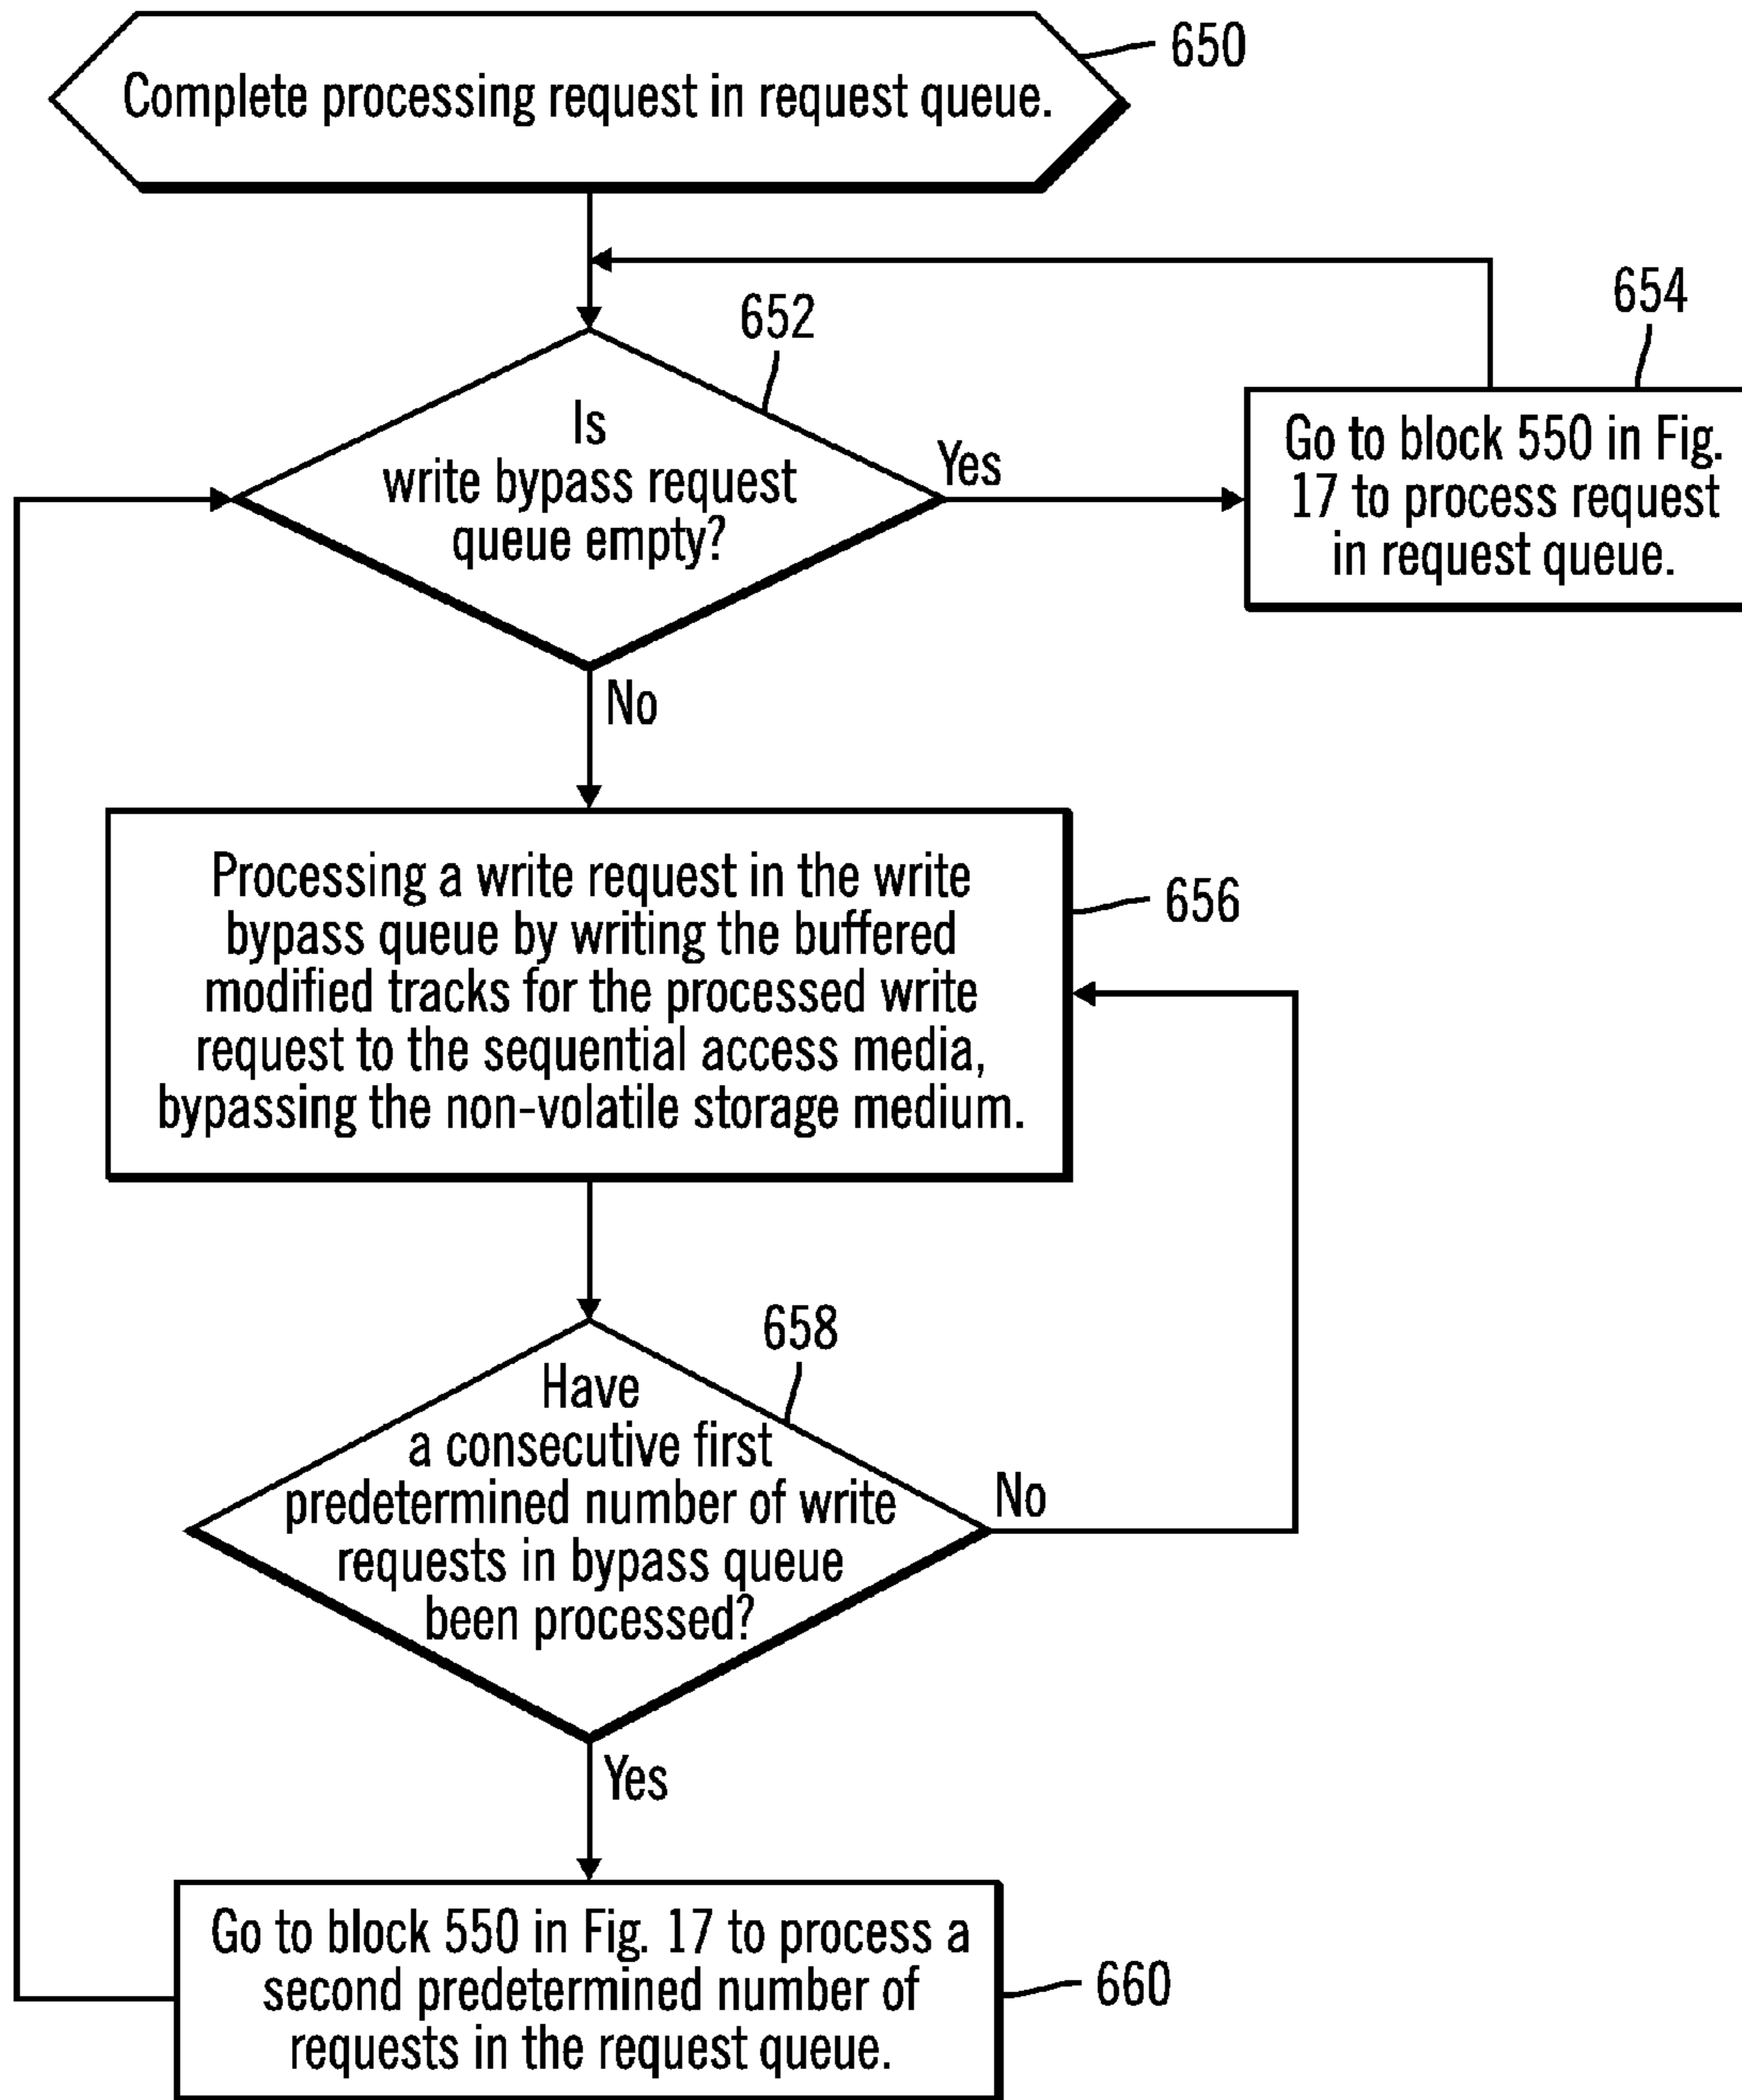 Complete processing request in request queue.
650
652
654
Is
write bypass request
queue empty?
Yes
Go to block 550 in Fig.
17 to process request
in request queue.
No
Processing a write request in the write
bypass queue by writing the buffered
modified tracks for the processed write
request to the sequential access media,
bypassing the non-volatile storage medium.
656
658
Have
a consecutive first
predetermined number of write
requests in bypass queue
been processed?
No
Yes
Go to block 550 in Fig. 17 to process a
second predetermined number of
requests in the request queue.
660